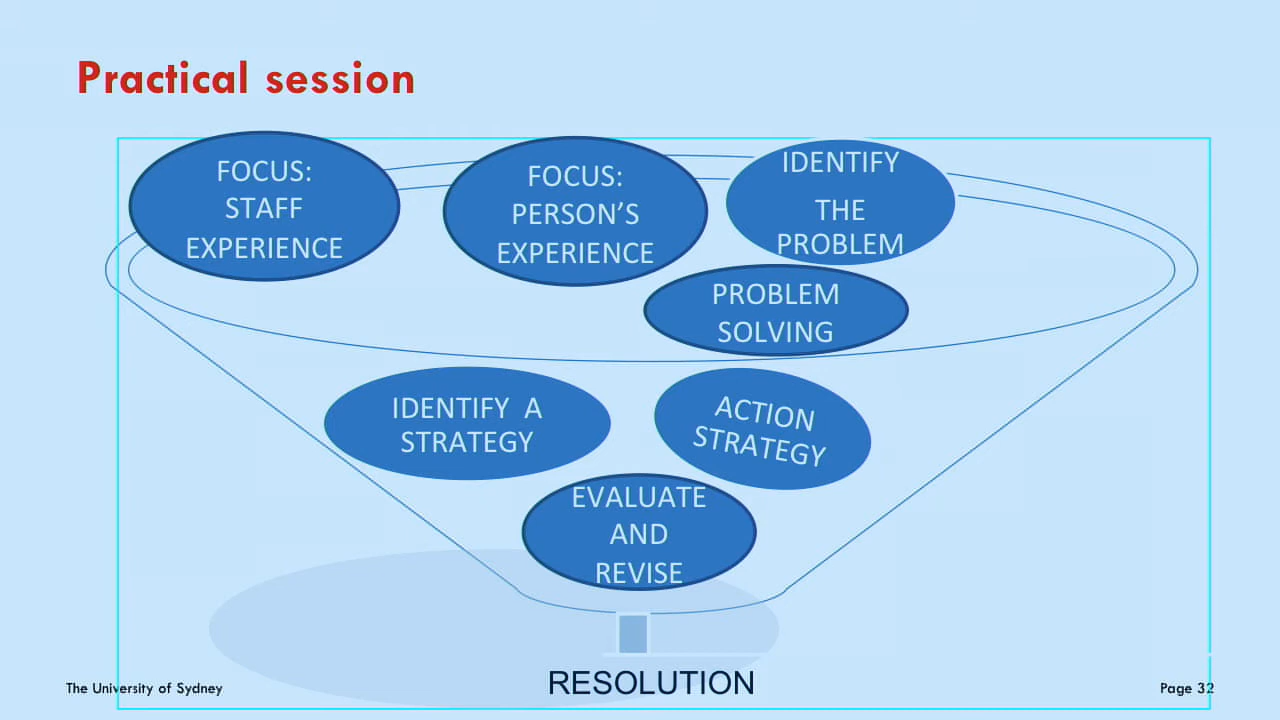 Practical session
FOCUS:
STAFF
EXPERIENCE
FOCUS:
PERSON’S
EXPERIENCE
IDENTIFY
THE
PROBLEM
PROBLEM
SOLVING
IDENTIFY A
STRATEGY
ACTION
STRATEGY
EVALUATE
AND
REVISE
RESOLUTION
The University of Sydney
Page 32